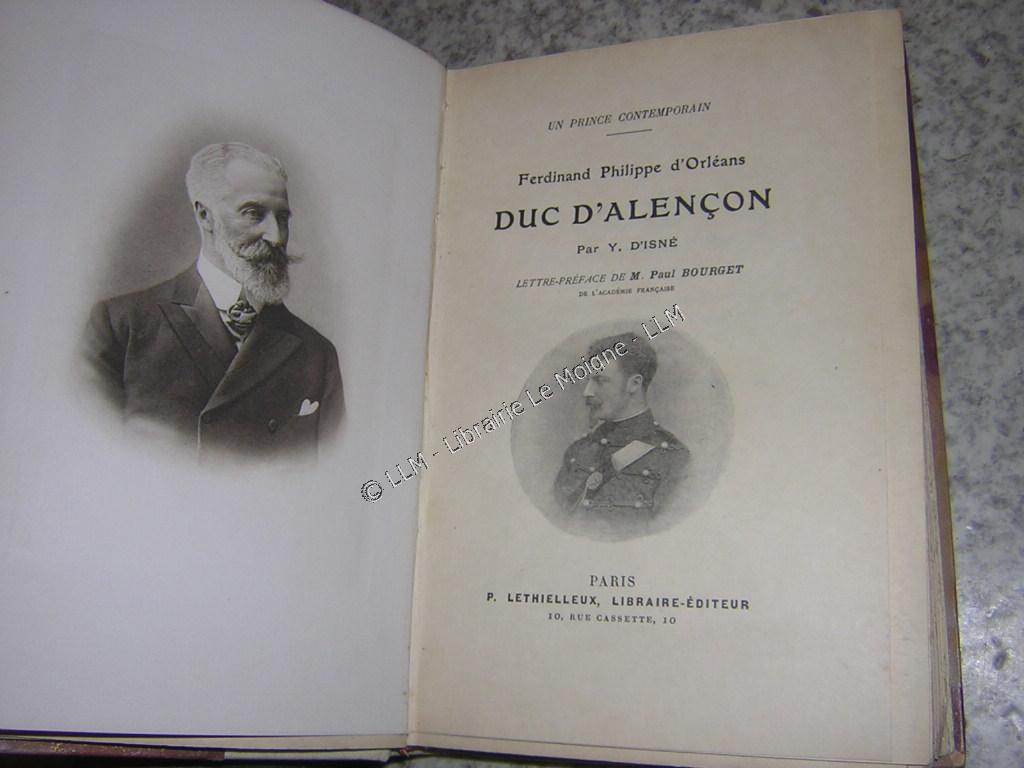 UN PRINCE CONTEMPORAIN
Ferdinand Philippe d'Orléans
DUC D'ALENÇON
Par Y. D'ISNÉ
LETTRE-PRÉFACE DE M. Paul BOURGET
DE L'ACADÉMIE FRANÇAISE
© LLM - Librairie Le Moigne - LLM
PARIS
P. LETHIELLEUX, LIBRAIRE-ÉDITEUR
10, RUE CASSETTE, 10